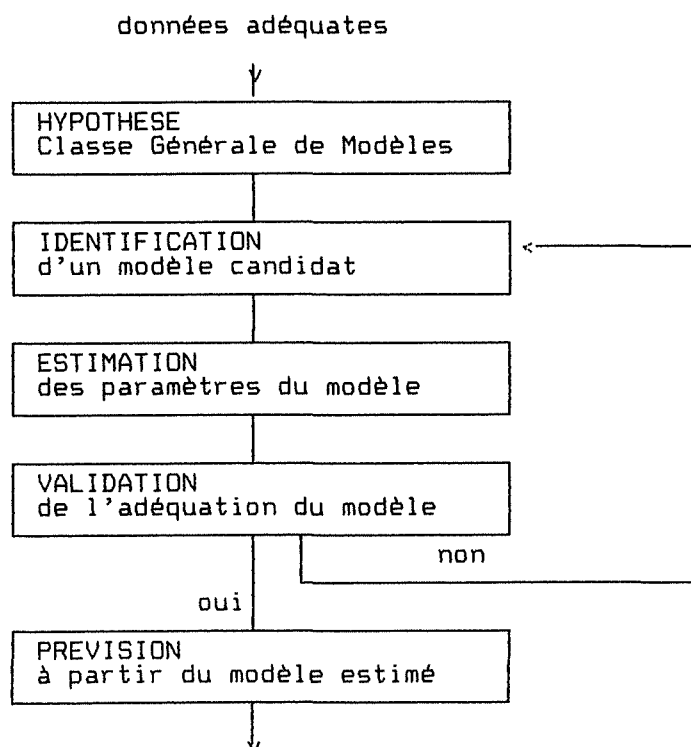 données adéquates
HYPOTHESE
Classe Générale de Modèles
IDENTIFICATION
d'un modèle candidat
ESTIMATION
des paramètres du modèle
VALIDATION
de l'adéquation du modèle
non
oui
PREVISION
à partir du modèle estimé